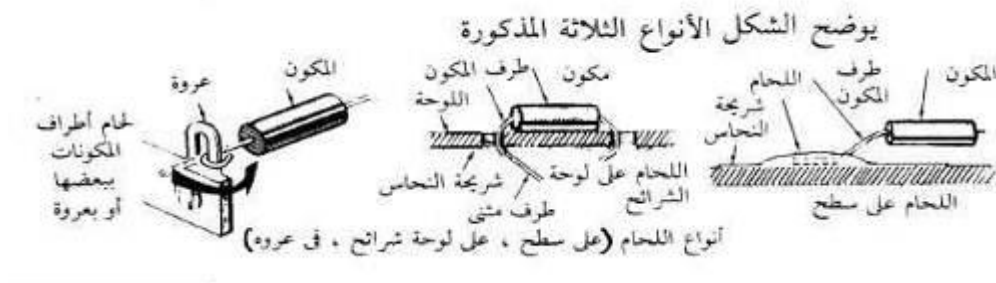 يوضح الشكل الأنواع الثلاثة المذكورة
المكون
طرف المكون
اللحام
شريحة النحاس
اللحام على سطح
مكون
طرف المكون
اللوحة
اللحام على لوحة الشرائح
شريحة النحاس
طرف مثنى
المكون
عروة
لحام أطراف
المكونات
ببعضها
أو بعروة
أنواع اللحام (على سطح ، على لوحة شرائح ، فى عروه)